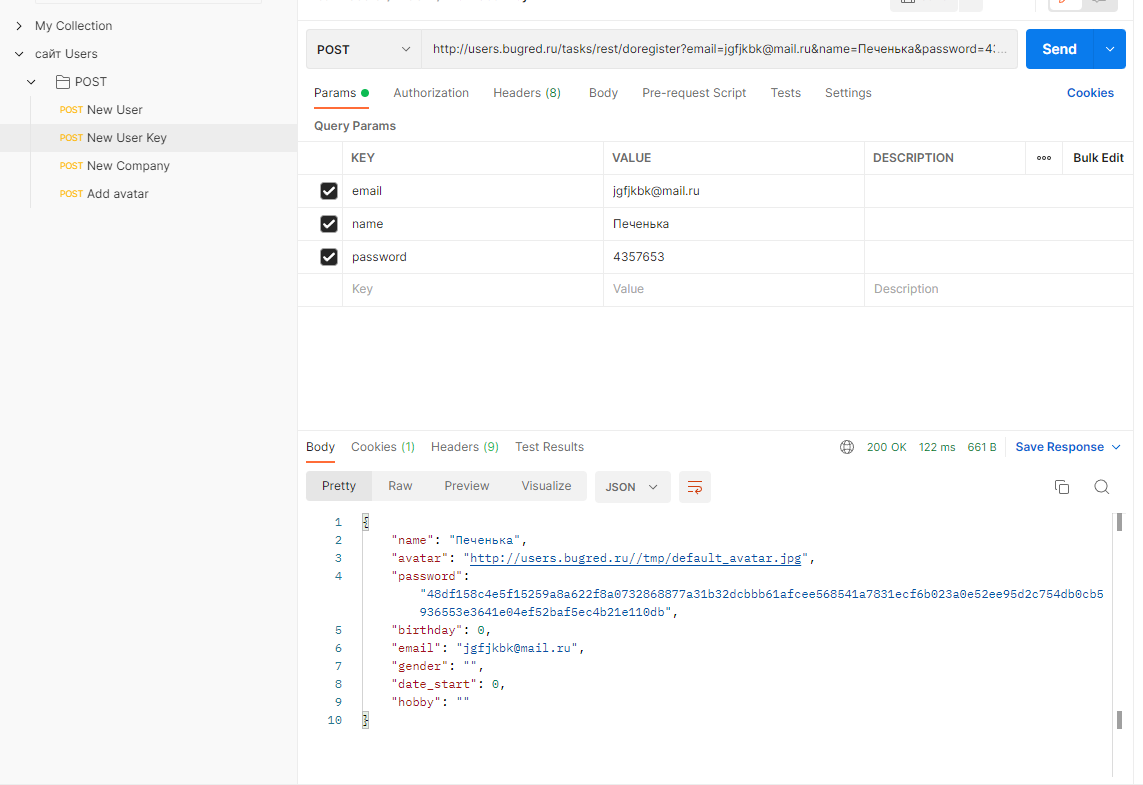 My Collection
сайт Users
POST
POST New User
POST New User Key
POST New Company
POST Add avatar
POST http://users.bugred.ru/tasks/rest/doregister?email=jgfjkbk@mail.ru&name=Печенька&password=4... Send
Params Authorization Headers (8) Body Pre-request Script Tests Settings Cookies
Query Params
KEY VALUE DESCRIPTION Bulk Edit
email jgfjkbk@mail.ru
name Печенька
password 4357653
Key Value Description
Body Cookies (1) Headers (9) Test Results 200 OK 122 ms 661 B Save Response
Pretty Raw Preview Visualize JSON
1 {
2 "name": "Печенька",
3 "avatar": "http://users.bugred.ru//tmp/default_avatar.jpg",
4 "password":
"48df158c4e5f15259a8a622f8a0732868877a31b32dcbbb61afcee568541a7831ecf6b023a0e52ee95d2c754db0cb5
936553e3641e04ef52baf5ec4b21e110db",
5 "birthday": 0,
6 "email": "jgfjkbk@mail.ru",
7 "gender": "",
8 "date_start": 0,
9 "hobby": ""
10 }